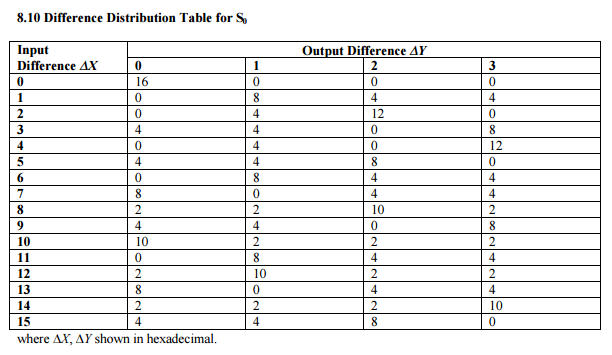 8.10 Difference Distribution Table for S0
Input Difference ΔX Output Difference ΔY
0 1 2 3
0 16 0 0 0
1 0 8 4 4
2 0 4 12 0
3 4 4 0 8
4 0 4 0 12
5 4 4 8 0
6 0 8 4 4
7 8 0 4 4
8 2 2 10 2
9 4 4 0 8
10 10 2 2 2
11 0 8 4 4
12 2 10 2 2
13 8 0 4 4
14 2 2 2 10
15 4 4 8 0
where ΔX, ΔY shown in hexadecimal.